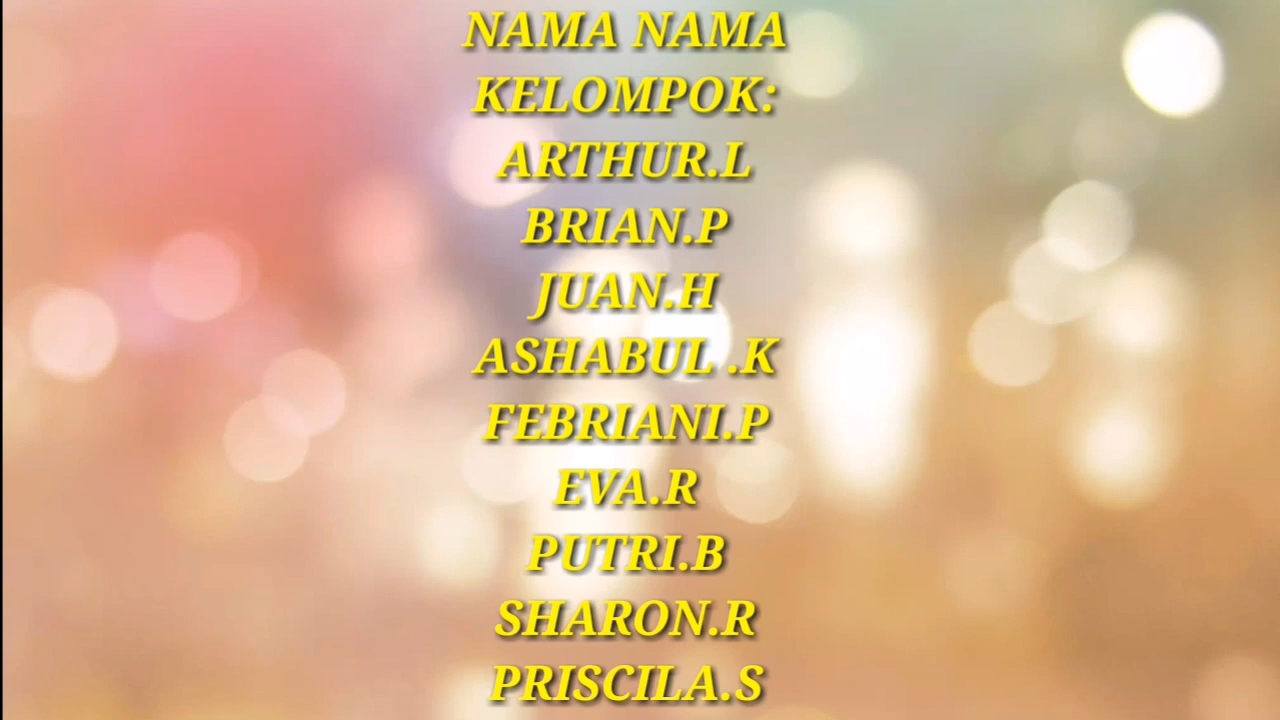 NAMA NAMA
KELOMPOK:
ARTHUR.L
BRIAN.P
JUAN.H
ASHABUL .K
FEBRIANI.P
EVA.R
PUTRI.B
SHARON.R
PRISCILA.S